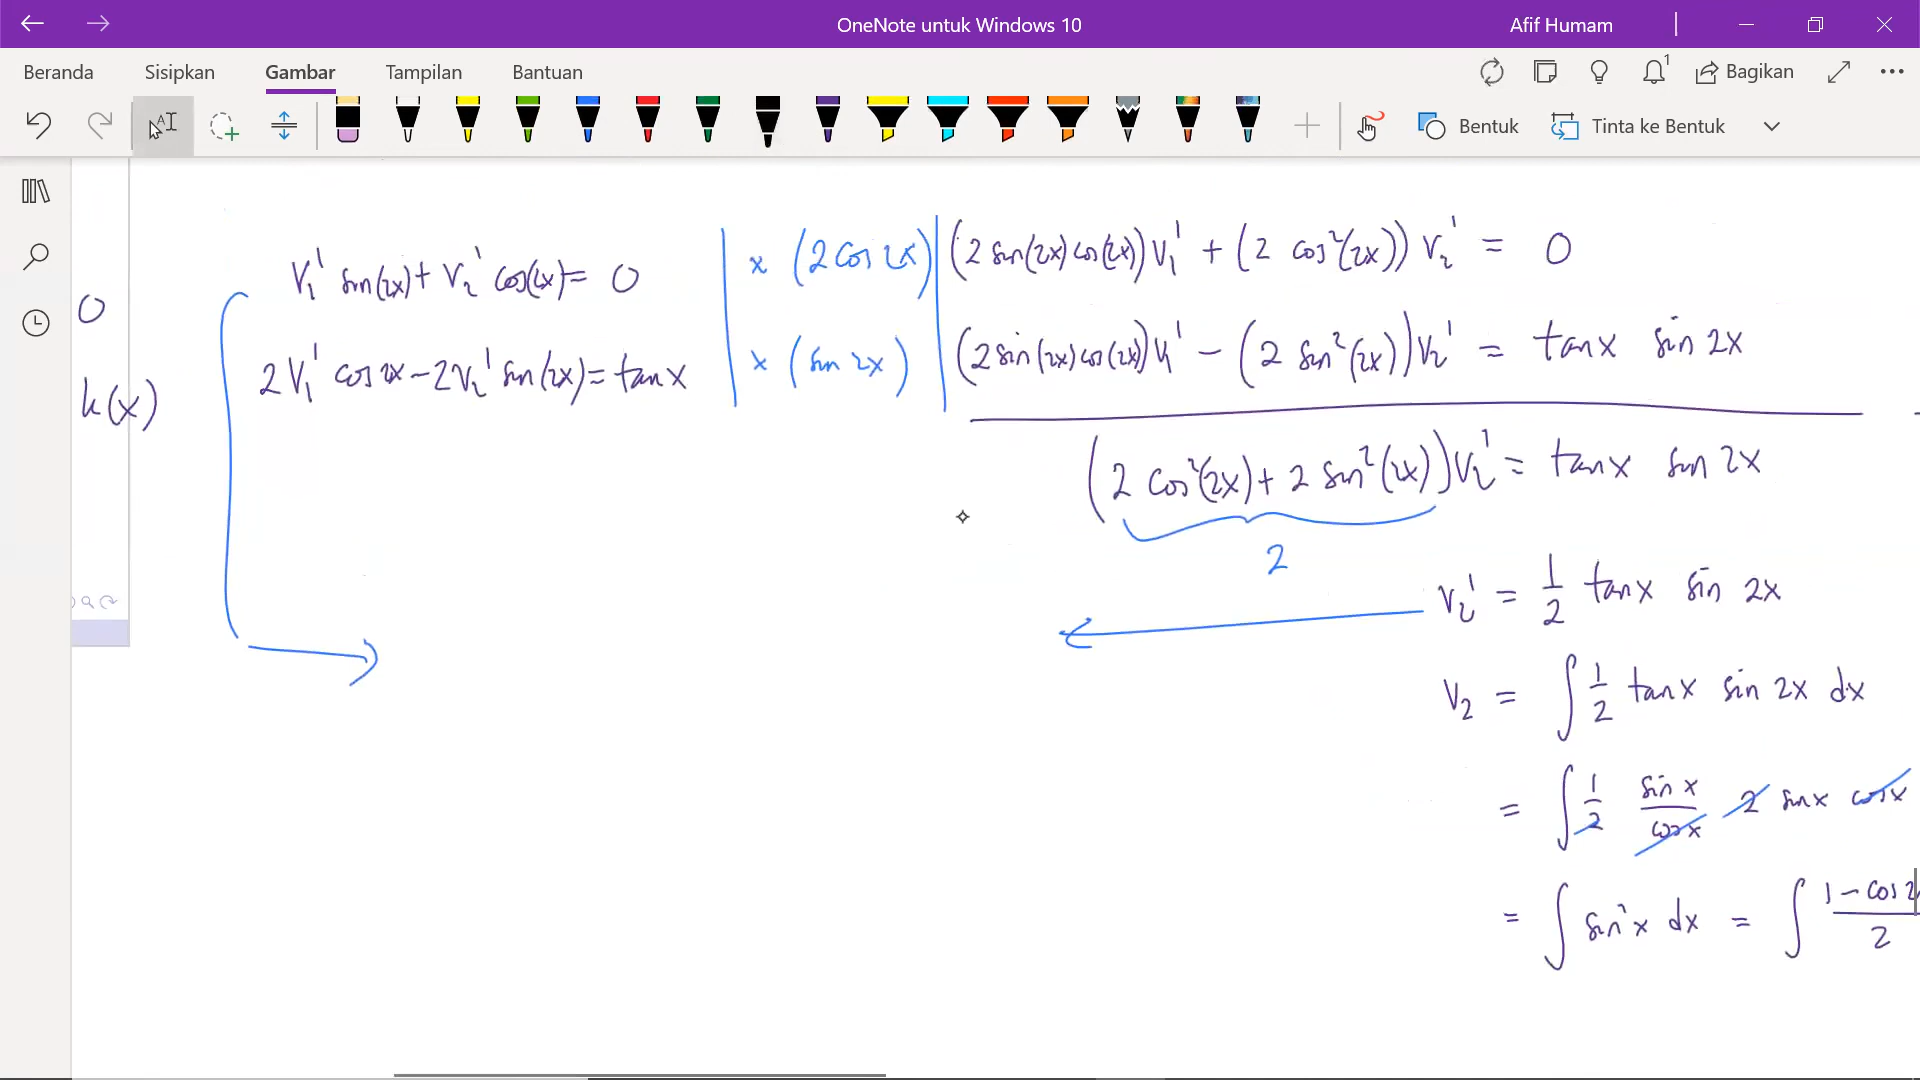 OneNote untuk Windows 10
Afif Humam
Beranda Sisipkan Gambar Tampilan Bantuan
1 Bagikan
Bentuk Tinta ke Bentuk
0
k(x)
V₁' sin(2x) + V₂' cos(2x) = 0
2V₁' cos 2x − 2V₂' sin(2x) = tan x
x (2 cos 2x)
x (sin 2x)
(2 sin(2x) cos(2x)) V₁' + (2 cos²(2x)) V₂' = 0
(2 sin(2x) cos(2x)) V₁' − (2 sin²(2x)) V₂' = tan x sin 2x
(2 cos²(2x) + 2 sin²(2x)) V₂' = tan x sin 2x
2
V₂' = 1/2 tan x sin 2x
V₂ = ∫ 1/2 tan x sin 2x dx
= ∫ 1/2 sin x/cos x 2 sin x cos x
= ∫ sin²x dx = ∫ (1 − cos 2)/2